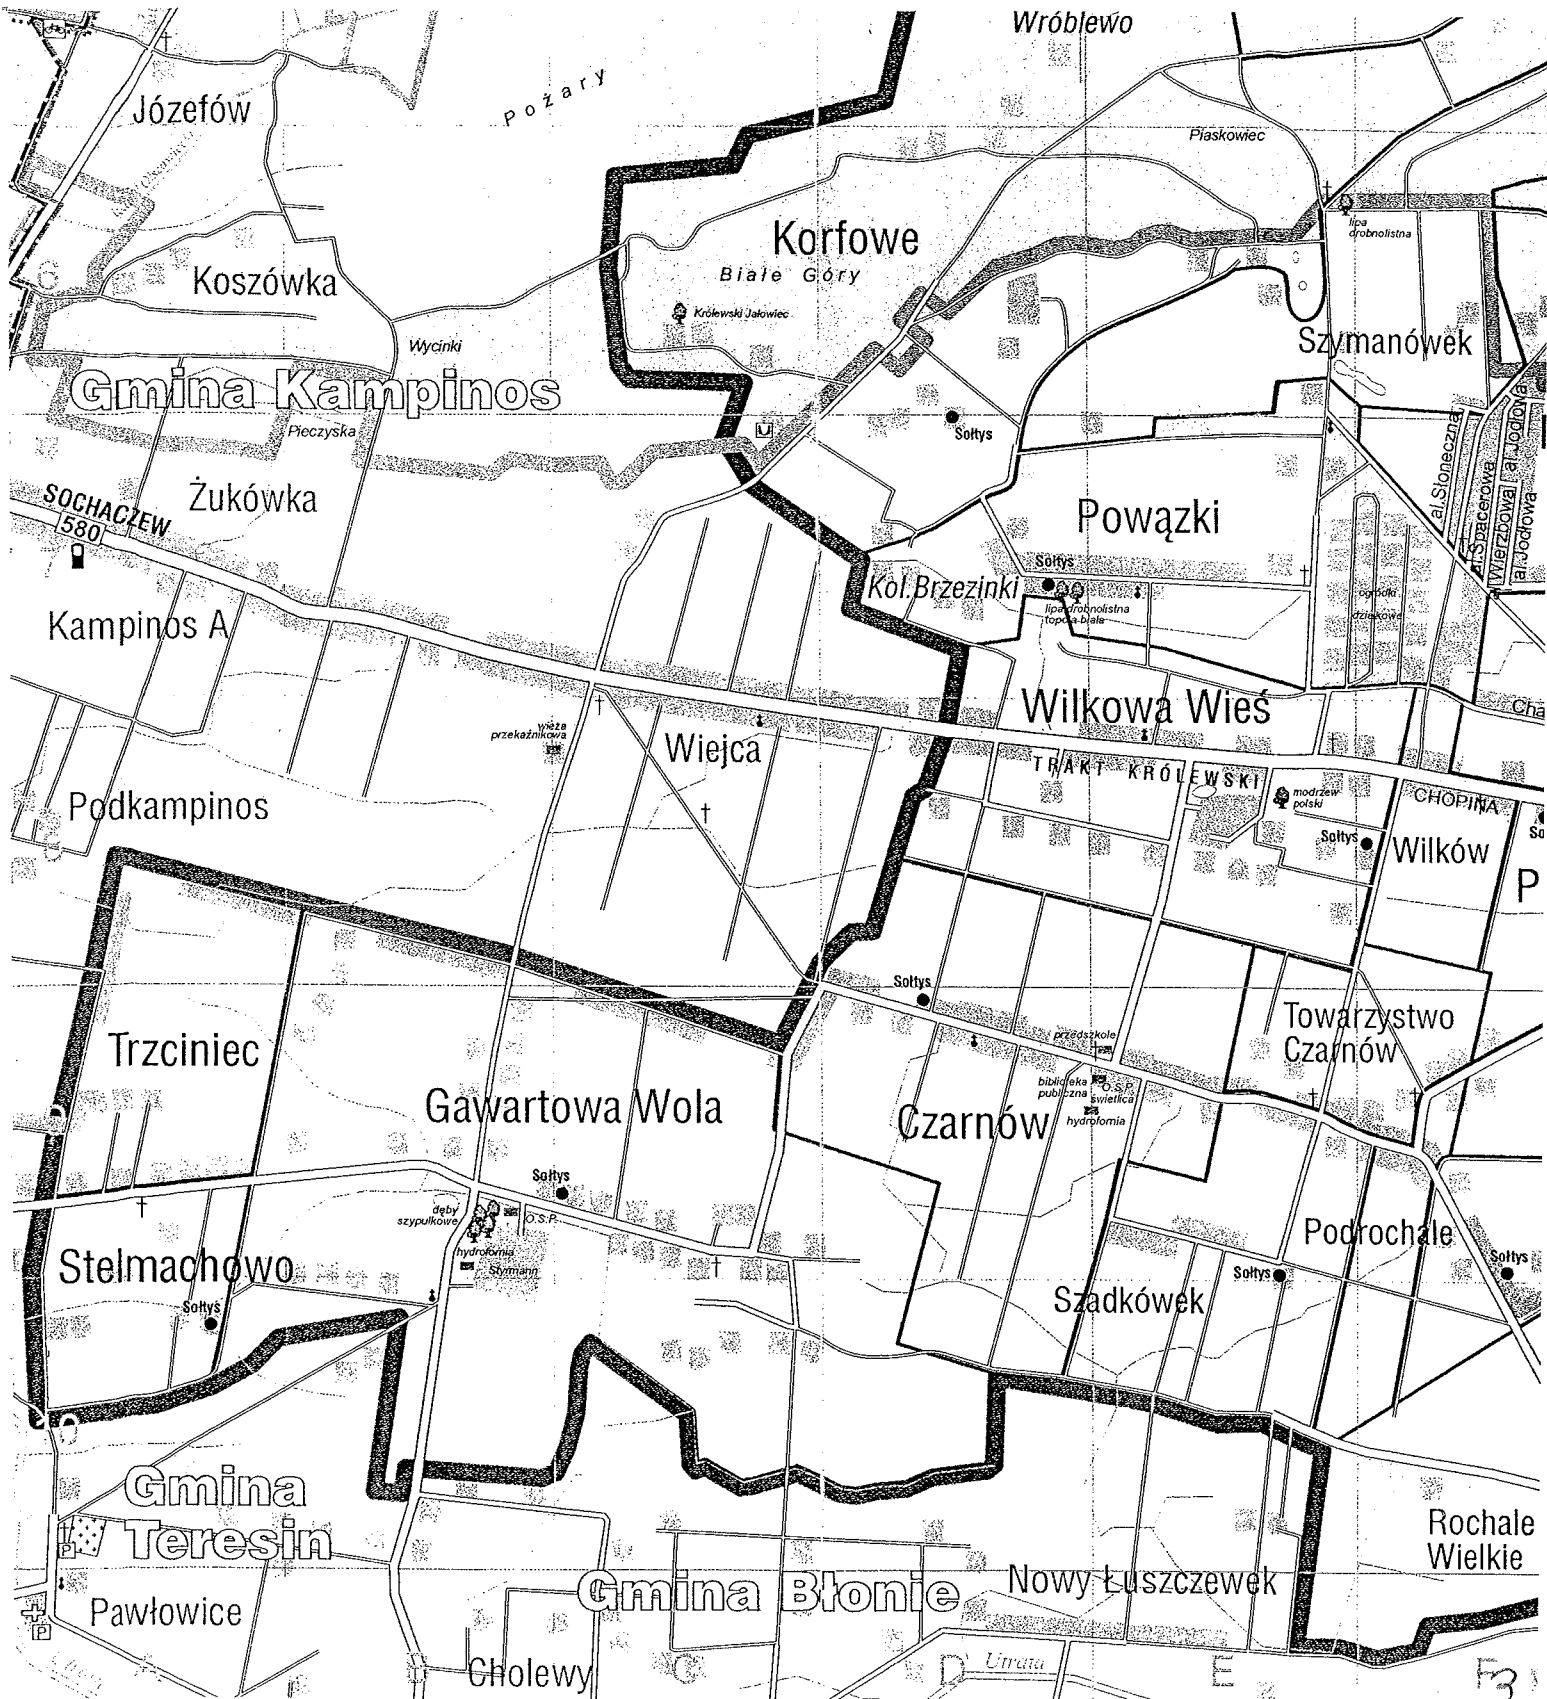 Wróblewo
Józefów
Pożary
Piaskowiec
lipa
drobnolistna
Korfowe
Białe Góry
Koszówka
Królewski Jałowiec
Wycinki
Szymanówek
Gmina Kampinos
Pieczyska
Sołtys
al.Słoneczna
al.Spacerowa
Wierzbowa
al.Jodłowa
al.Jodłowa
Żukówka
SOCHACZEW
580
Powązki
Sołtys
Kol.Brzezinki
lipa drobnolistna
topola biała
ogródki
działkowe
Kampinos A
Wilkowa Wieś
Cha
wieża
przekaźnikowa
Wiejca
TRAKT KRÓLEWSKI
modrzew
polski
CHOPINA
Podkampinos
Sołtys
Wilków
So
P
Sołtys
Trzciniec
przedszkole
Towarzystwo
Czarnów
biblioteka
publiczna
O.S.P.
świetlica
hydrofornia
Gawartowa Wola
Czarnów
Sołtys
dęby
szypułkowe
O.S.P.
hydrofornia
Styrmann
Podrochale
Sołtys
Stelmachowo
Sołtys
Sołtys
Szadkówek
Gmina
Teresin
P
Rochale
Wielkie
Gmina Błonie
Nowy Łuszczewek
Pawłowice
P
Cholewy
C
D
Utrata
E
F
3